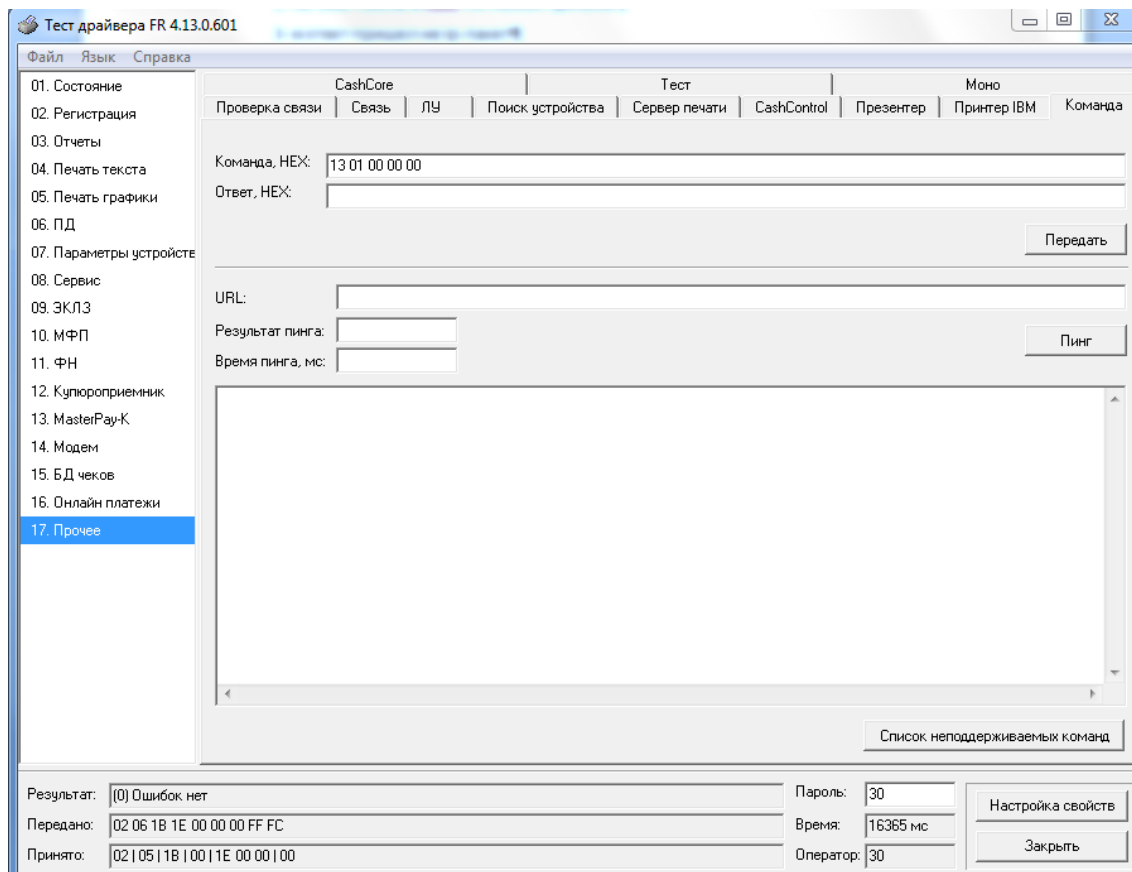 Тест драйвера FR 4.13.0.601
Файл Язык Справка
01. Состояние
02. Регистрация
03. Отчеты
04. Печать текста
05. Печать графики
06. ПД
07. Параметры устройств
08. Сервис
09. ЭКЛЗ
10. МФП
11. ФН
12. Купюроприемник
13. MasterPay-K
14. Модем
15. БД чеков
16. Онлайн платежи
17. Прочее
CashCore Тест Моно
Проверка связи Связь ЛУ Поиск устройства Сервер печати CashControl Презентер Принтер IBM Команда
Команда, HEX: 13 01 00 00 00
Ответ, HEX:
Передать
URL:
Результат пинга:
Пинг
Время пинга, мс:
Список неподдерживаемых команд
Результат: (0) Ошибок нет Пароль: 30
Настройка свойств
Передано: 02 06 1B 1E 00 00 00 FF FC Время: 16365 мс
Закрыть
Принято: 02 | 05 | 1B | 00 | 1E 00 00 | 00 Оператор: 30